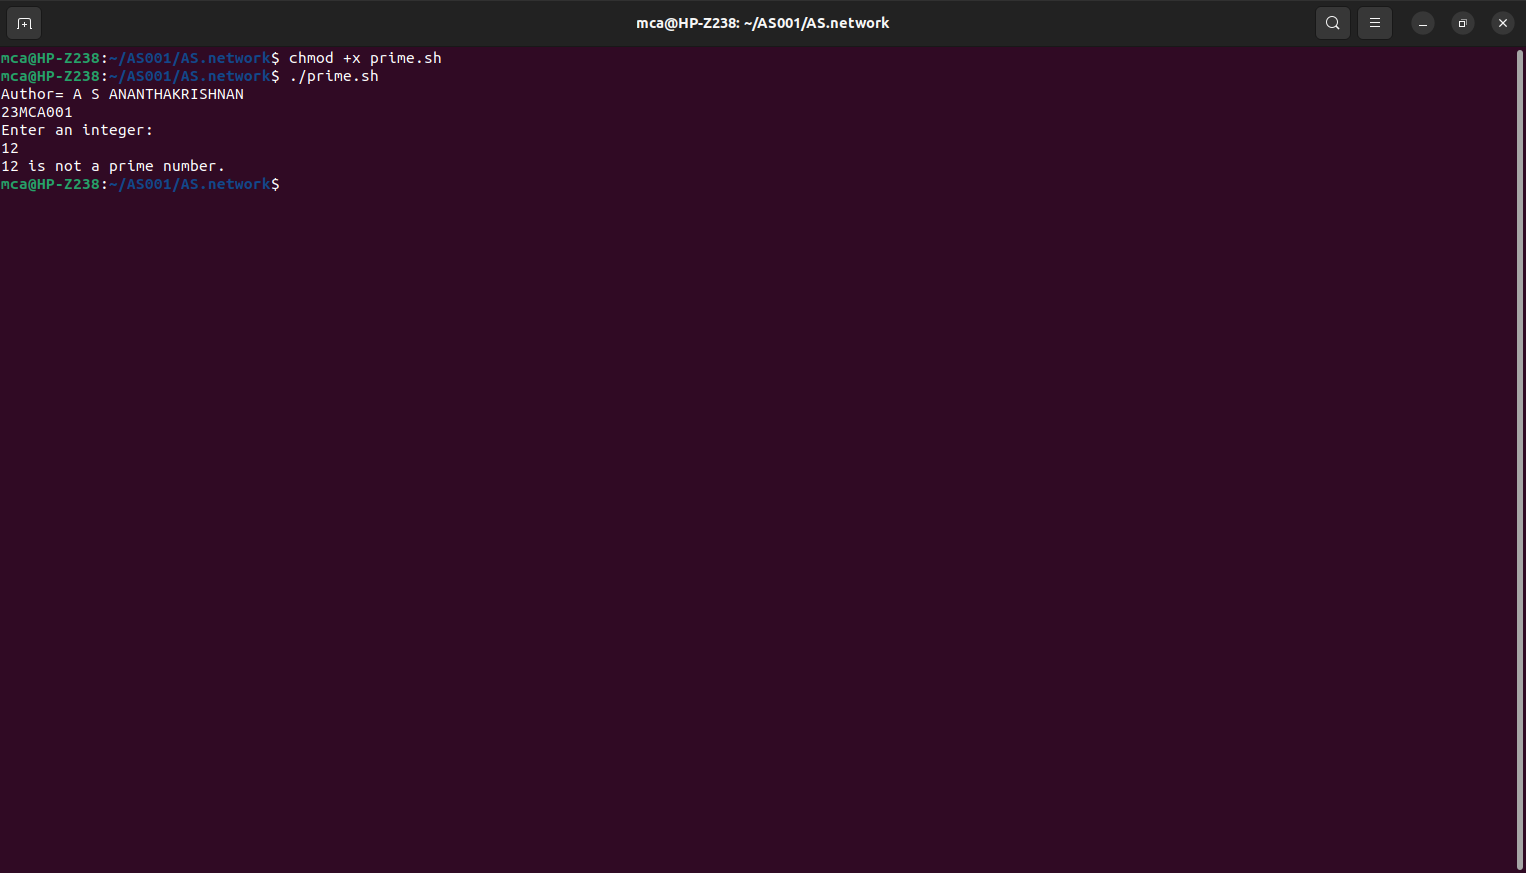 mca@HP-Z238: ~/AS001/AS.network
mca@HP-Z238:~/AS001/AS.network$ chmod +x prime.sh
mca@HP-Z238:~/AS001/AS.network$ ./prime.sh
Author= A S ANANTHAKRISHNAN
23MCA001
Enter an integer:
12
12 is not a prime number.
mca@HP-Z238:~/AS001/AS.network$